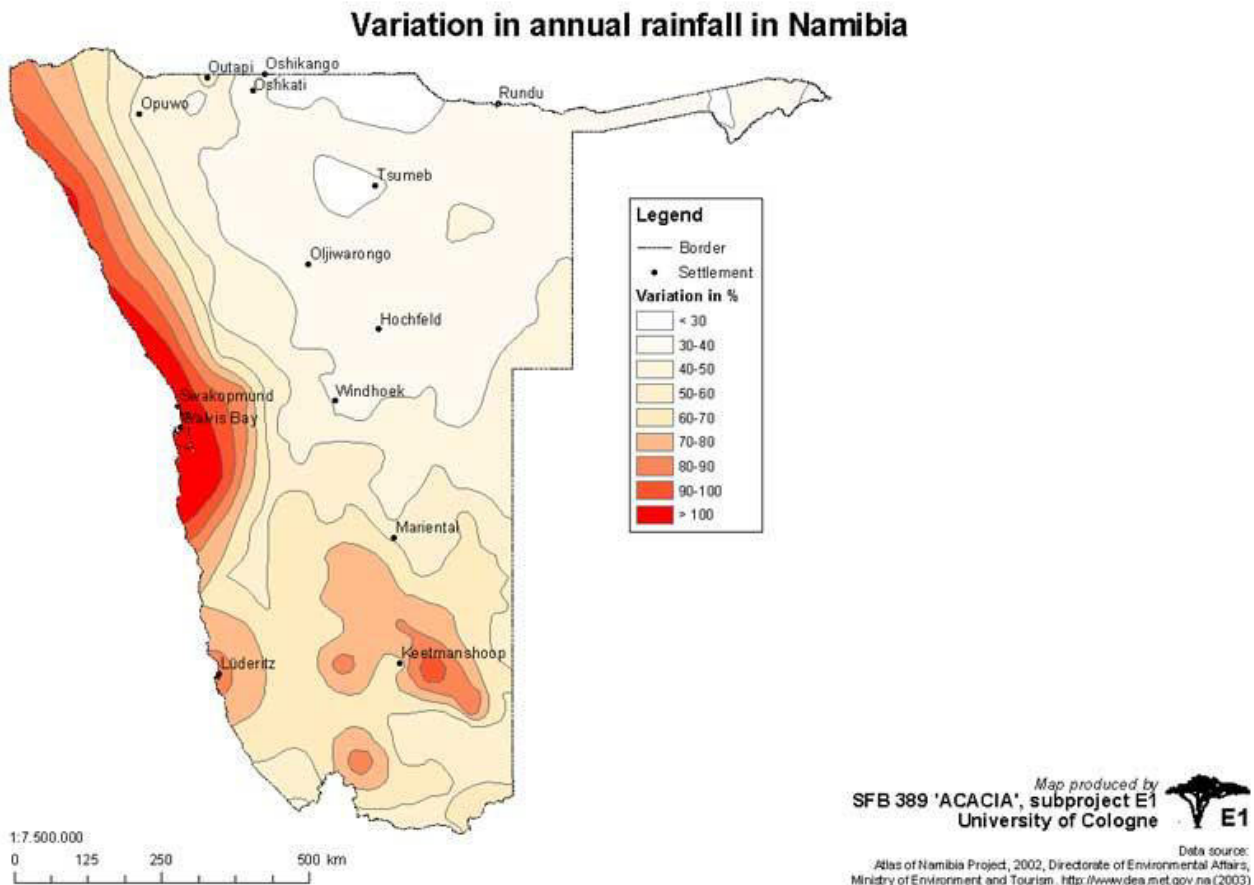 Variation in annual rainfall in Namibia
Outapi
Oshikango
Oshkati
Opuwo
Rundu
Tsumeb
Oljiwarongo
Hochfeld
Windhoek
Swakopmund
Walvis Bay
Mariental
Keetmanshoop
Lüderitz
Legend
Border
Settlement
Variation in %
< 30
30-40
40-50
50-60
60-70
70-80
80-90
90-100
> 100
1:7.500.000
0 125 250 500 km
Map produced by
SFB 389 'ACACIA', subproject E1
University of Cologne
E1
Data source:
Atlas of Namibia Project, 2002, Directorate of Environmental Affairs,
Ministry of Environment and Tourism, http://www.dea.met.gov.na (2003)